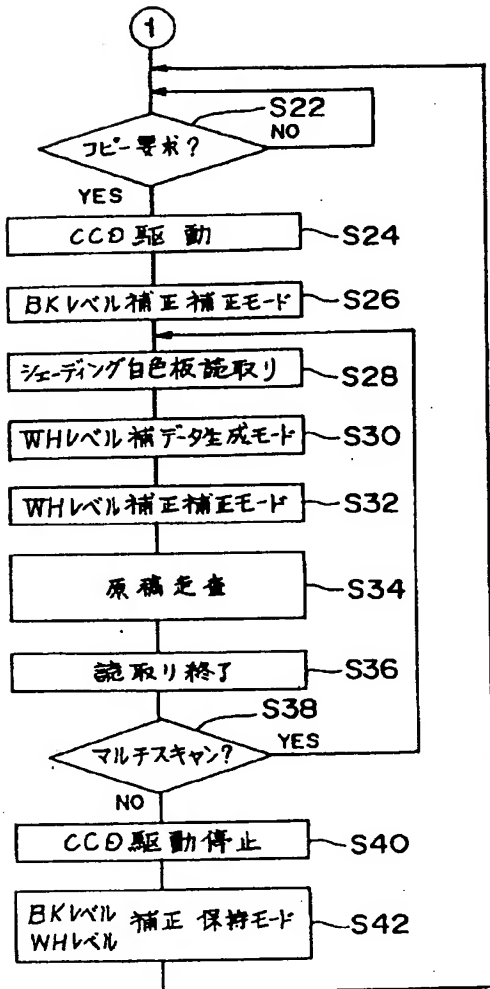 1
S22
NO
コピー要求?
YES
CCD駆動
S24
BKレベル補正補正モード
S26
シェーディング白色板読取り
S28
WHレベル補データ生成モード
S30
WHレベル補正補正モード
S32
原稿走査
S34
読取り終了
S36
S38
マルチスキャン?
YES
NO
CCD駆動停止
S40
BKレベル
WHレベル
補正 保持モード
S42